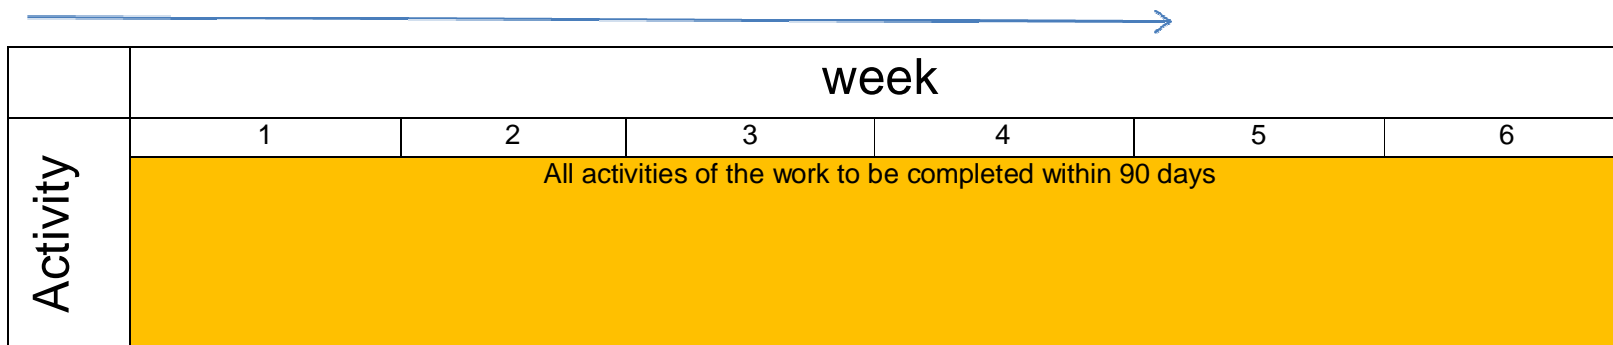 week
1 2 3 4 5 6
Activity
All activities of the work to be completed within 90 days